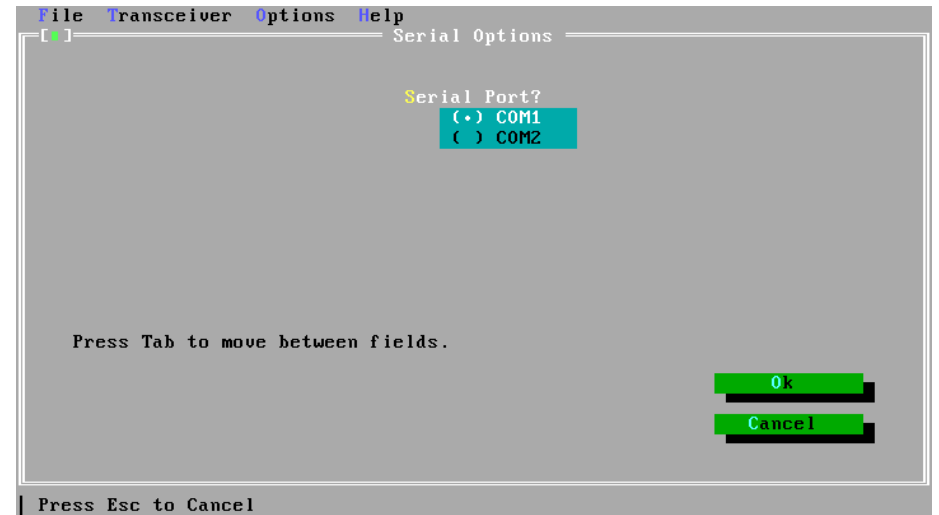 File Transceiver Options Help
[▪] Serial Options
Serial Port?
(•) COM1
( ) COM2
Press Tab to move between fields.
Ok
Cancel
Press Esc to Cancel